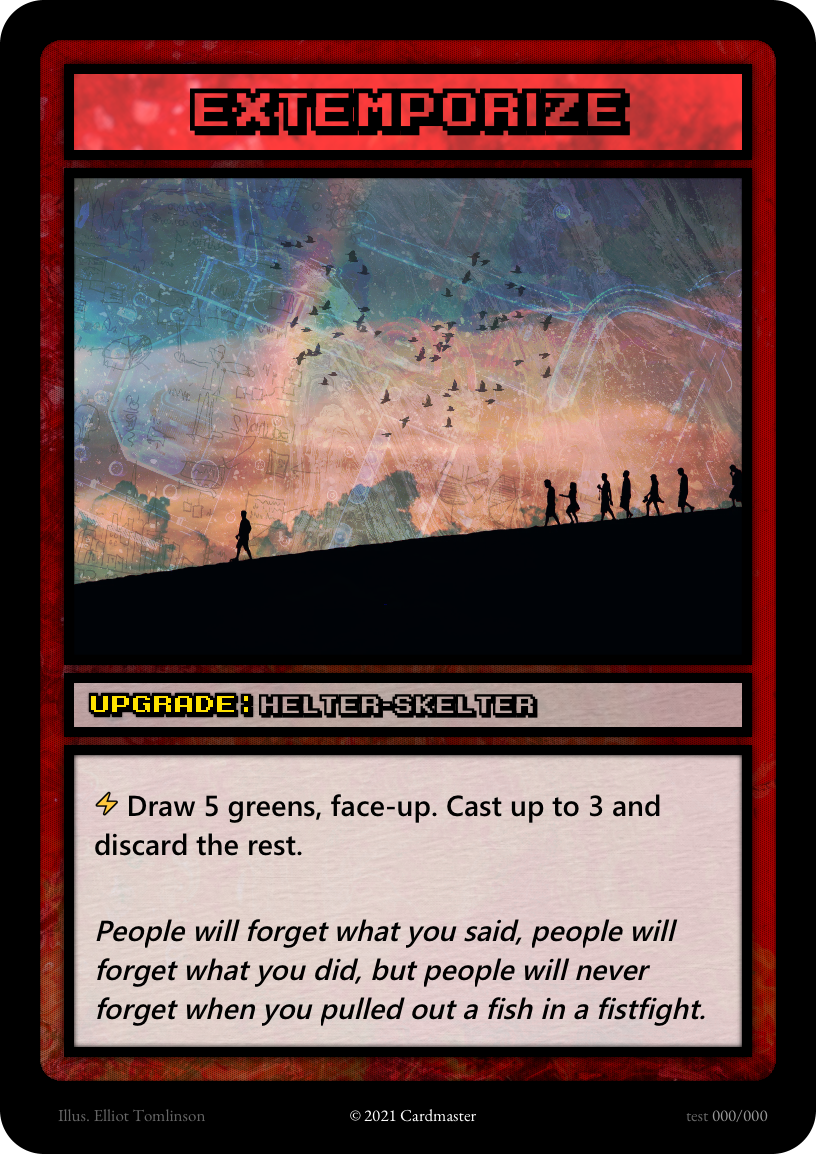 EXTEMPORIZE
UPGRADE: HELTER-SKELTER
⚡ Draw 5 greens, face-up. Cast up to 3 and
discard the rest.
People will forget what you said, people will
forget what you did, but people will never
forget when you pulled out a fish in a fistfight.
Illus. Elliot Tomlinson © 2021 Cardmaster test 000/000